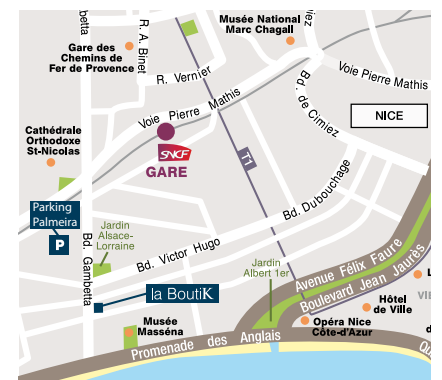 Musée National
Marc Chagall
Gare des
Chemins de
Fer de Provence
R. A. Binet
R. Vernier
Voie Pierre Mathis
Voie Pierre Mathis
Bd. de Cimiez
NICE
Cathédrale
Orthodoxe
St-Nicolas
SNCF
GARE
T1
Parking
Palmeira
P
Jardin
Alsace-
Lorraine
Bd. Dubouchage
Bd. Victor Hugo
Bd. Gambetta
la BoutiK
Jardin
Albert 1er
Avenue Félix Faure
Boulevard Jean Jaurès
Hôtel
de Ville
Musée
Masséna
Opéra Nice
Côte-d'Azur
Promenade des Anglais